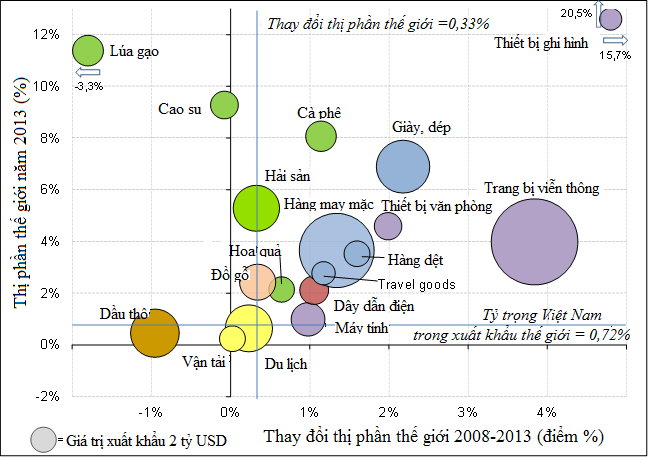 12%
10%
8%
6%
4%
2%
0%
-2%
Thị phần thế giới năm 2013 (%)
Thay đổi thị phần thế giới =0,33%
20,5%
Thiết bị ghi hình
15,7%
Lúa gạo
-3,3%
Cao su
Cà phê
Giày, dép
Hải sản
Hàng may mặc
Thiết bị văn phòng
Trang bị viễn thông
Hoa quả
Hàng dệt
Đồ gỗ
Travel goods
Dây dẫn điện
Dầu thô
Máy tính
Tỷ trọng Việt Nam
trong xuất khẩu thế giới = 0,72%
Vận tải
Du lịch
-1%
0%
1%
2%
3%
4%
= Giá trị xuất khẩu 2 tỷ USD
Thay đổi thị phần thế giới 2008-2013 (điểm %)